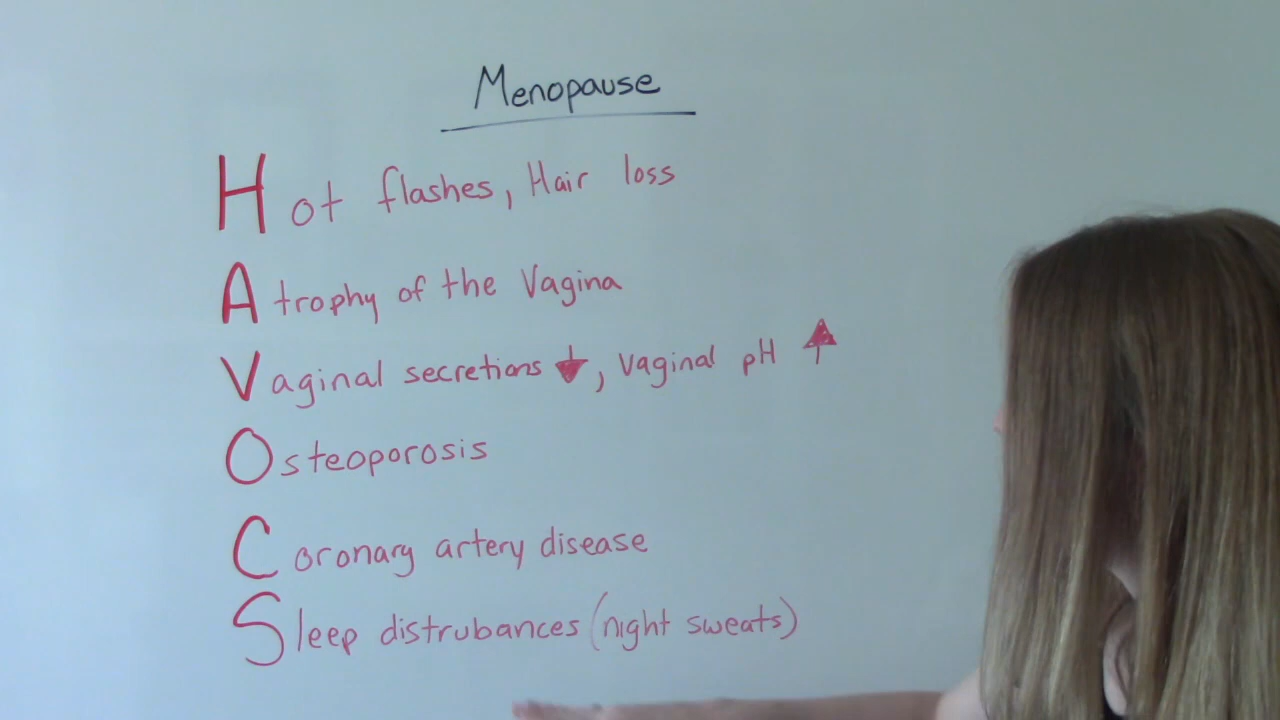 Menopause
Hot flashes, Hair loss
Atrophy of the Vagina
Vaginal secretions ↓, Vaginal pH ↑
Osteoporosis
Coronary artery disease
Sleep distrubances (night sweats)